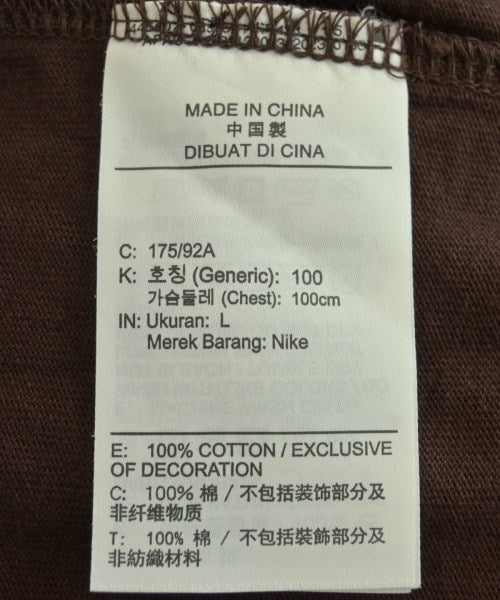 MADE IN CHINA
中国製
DIBUAT DI CINA
C: 175/92A
K: 호칭 (Generic): 100
가슴둘레 (Chest): 100cm
IN: Ukuran: L
Merek Barang: Nike
E: 100% COTTON / EXCLUSIVE
OF DECORATION
C: 100% 棉 / 不包括装饰部分及
非纤维物质
T: 100% 棉 / 不包括裝飾部分及
非紡織材料